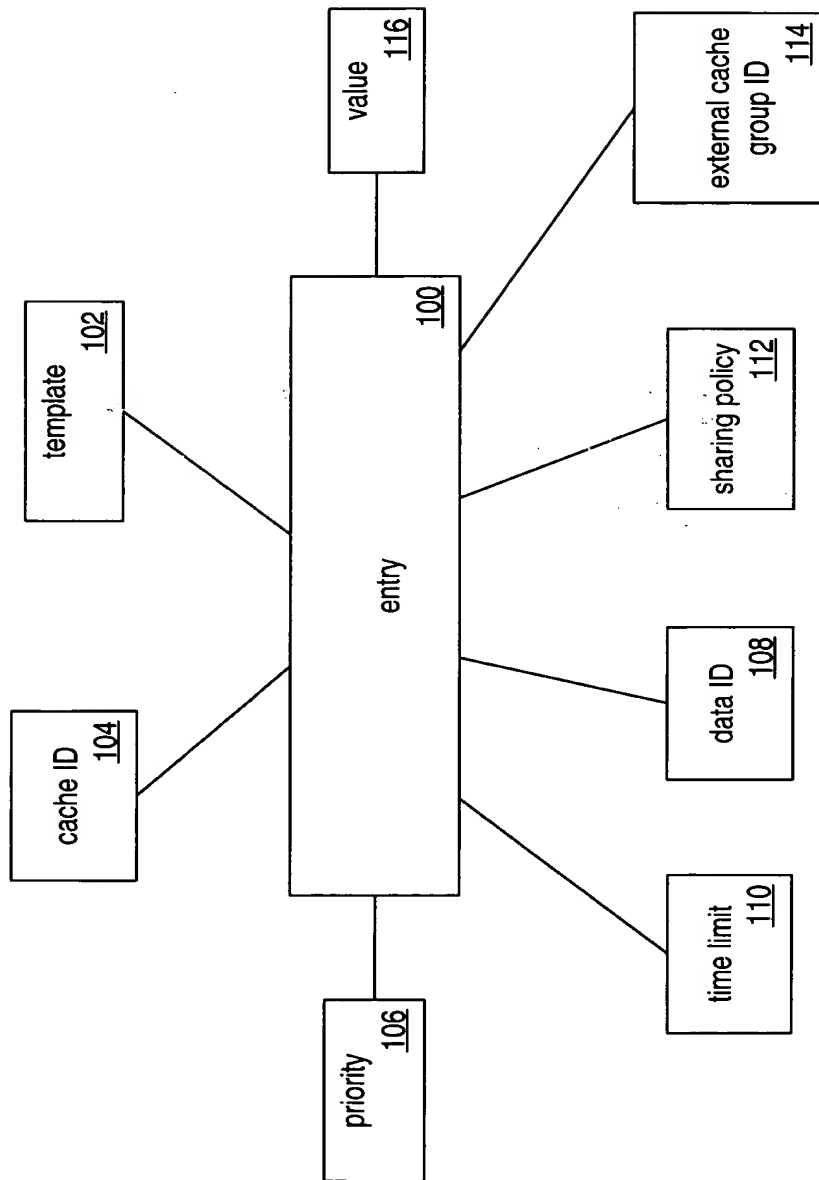 cache ID
104
template
102
priority
106
entry
100
value
116
time limit
110
data ID
108
sharing policy
112
external cache
group ID
114